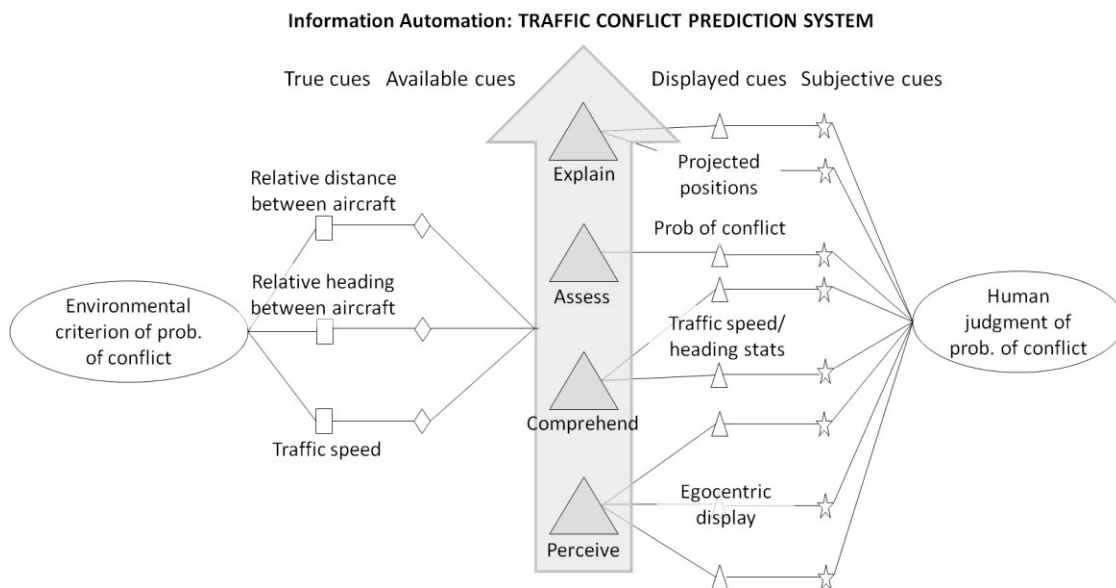 Information Automation: TRAFFIC CONFLICT PREDICTION SYSTEM
True cues
Available cues
Displayed cues
Subjective cues
Explain
Projected
positions
Relative distance
between aircraft
Prob of conflict
Relative heading
between aircraft
Assess
Environmental
criterion of prob.
of conflict
Traffic speed/
heading stats
Human
judgment of
prob. of conflict
Comprehend
Traffic speed
Egocentric
display
Perceive